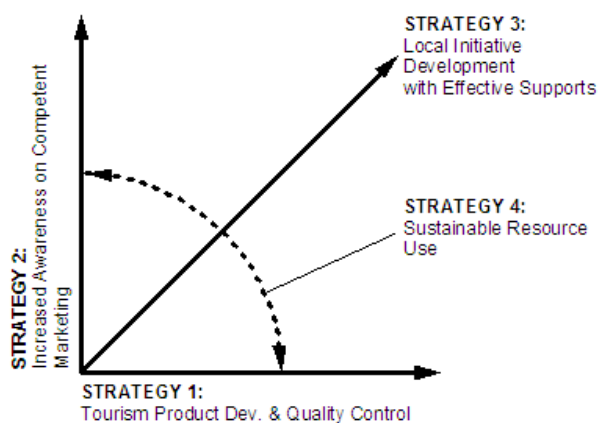 STRATEGY 3:
Local Initiative
Development
with Effective Supports
STRATEGY 4:
Sustainable Resource
Use
STRATEGY 2:
Increased Awareness on Competent
Marketing
STRATEGY 1:
Tourism Product Dev. & Quality Control